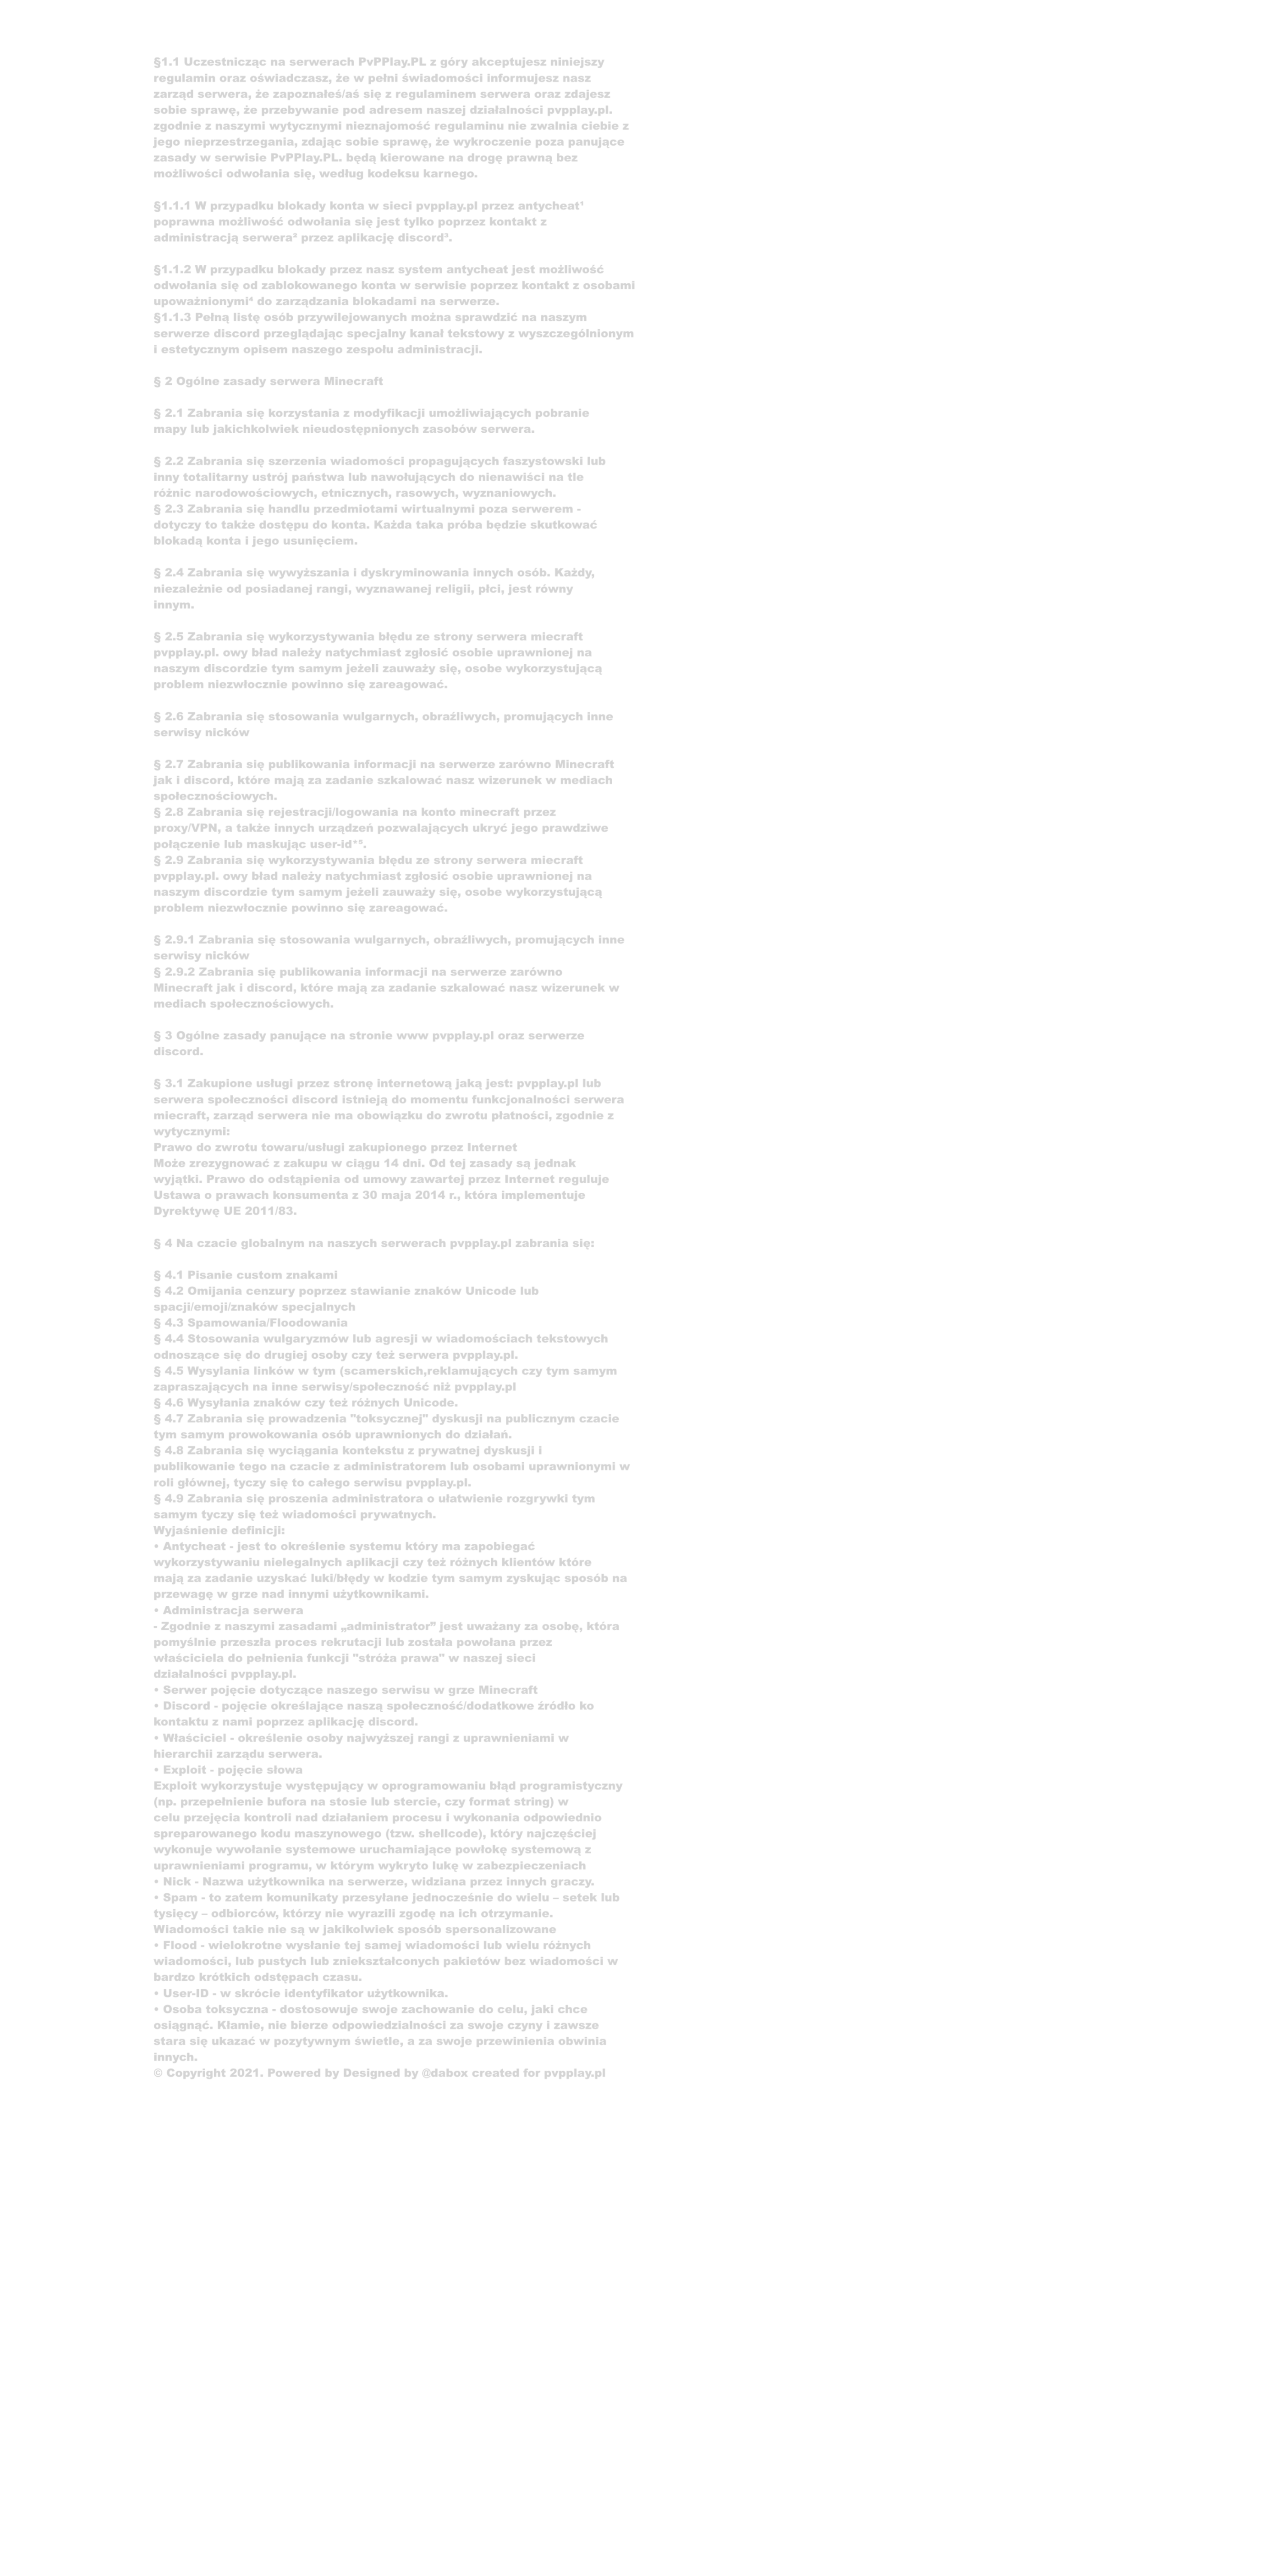 §1.1 Uczestnicząc na serwerach PvPPlay.PL z góry akceptujesz niniejszy
regulamin oraz oświadczasz, że w pełni świadomości informujesz nasz
zarząd serwera, że zapoznałeś/aś się z regulaminem serwera oraz zdajesz
sobie sprawę, że przebywanie pod adresem naszej działalności pvpplay.pl.
zgodnie z naszymi wytycznymi nieznajomość regulaminu nie zwalnia ciebie z
jego nieprzestrzegania, zdając sobie sprawę, że wykroczenie poza panujące
zasady w serwisie PvPPlay.PL. będą kierowane na drogę prawną bez
możliwości odwołania się, według kodeksu karnego.
§1.1.1 W przypadku blokady konta w sieci pvpplay.pl przez antycheat¹
poprawna możliwość odwołania się jest tylko poprzez kontakt z
administracją serwera² przez aplikację discord³.
§1.1.2 W przypadku blokady przez nasz system antycheat jest możliwość
odwołania się od zablokowanego konta w serwisie poprzez kontakt z osobami
upoważnionymi⁴ do zarządzania blokadami na serwerze.
§1.1.3 Pełną listę osób przywilejowanych można sprawdzić na naszym
serwerze discord przeglądając specjalny kanał tekstowy z wyszczególnionym
i estetycznym opisem naszego zespołu administracji.
§ 2 Ogólne zasady serwera Minecraft
§ 2.1 Zabrania się korzystania z modyfikacji umożliwiających pobranie
mapy lub jakichkolwiek nieudostępnionych zasobów serwera.
§ 2.2 Zabrania się szerzenia wiadomości propagujących faszystowski lub
inny totalitarny ustrój państwa lub nawołujących do nienawiści na tle
różnic narodowościowych, etnicznych, rasowych, wyznaniowych.
§ 2.3 Zabrania się handlu przedmiotami wirtualnymi poza serwerem -
dotyczy to także dostępu do konta. Każda taka próba będzie skutkować
blokadą konta i jego usunięciem.
§ 2.4 Zabrania się wywyższania i dyskryminowania innych osób. Każdy,
niezależnie od posiadanej rangi, wyznawanej religii, płci, jest równy
innym.
§ 2.5 Zabrania się wykorzystywania błędu ze strony serwera miecraft
pvpplay.pl. owy bład należy natychmiast zgłosić osobie uprawnionej na
naszym discordzie tym samym jeżeli zauważy się, osobe wykorzystującą
problem niezwłocznie powinno się zareagować.
§ 2.6 Zabrania się stosowania wulgarnych, obraźliwych, promujących inne
serwisy nicków
§ 2.7 Zabrania się publikowania informacji na serwerze zarówno Minecraft
jak i discord, które mają za zadanie szkalować nasz wizerunek w mediach
społecznościowych.
§ 2.8 Zabrania się rejestracji/logowania na konto minecraft przez
proxy/VPN, a także innych urządzeń pozwalających ukryć jego prawdziwe
połączenie lub maskując user-id*⁶.
§ 2.9 Zabrania się wykorzystywania błędu ze strony serwera miecraft
pvpplay.pl. owy bład należy natychmiast zgłosić osobie uprawnionej na
naszym discordzie tym samym jeżeli zauważy się, osobe wykorzystującą
problem niezwłocznie powinno się zareagować.
§ 2.9.1 Zabrania się stosowania wulgarnych, obraźliwych, promujących inne
serwisy nicków
§ 2.9.2 Zabrania się publikowania informacji na serwerze zarówno
Minecraft jak i discord, które mają za zadanie szkalować nasz wizerunek w
mediach społecznościowych.
§ 3 Ogólne zasady panujące na stronie www pvpplay.pl oraz serwerze
discord.
§ 3.1 Zakupione usługi przez stronę internetową jaką jest: pvpplay.pl lub
serwera społeczności discord istnieją do momentu funkcjonalności serwera
miecraft, zarząd serwera nie ma obowiązku do zwrotu płatności, zgodnie z
wytycznymi:
Prawo do zwrotu towaru/usługi zakupionego przez Internet
Może zrezygnować z zakupu w ciągu 14 dni. Od tej zasady są jednak
wyjątki. Prawo do odstąpienia od umowy zawartej przez Internet reguluje
Ustawa o prawach konsumenta z 30 maja 2014 r., która implementuje
Dyrektywę UE 2011/83.
§ 4 Na czacie globalnym na naszych serwerach pvpplay.pl zabrania się:
§ 4.1 Pisanie custom znakami
§ 4.2 Omijania cenzury poprzez stawianie znaków Unicode lub
spacji/emoji/znaków specjalnych
§ 4.3 Spamowania/Floodowania
§ 4.4 Stosowania wulgaryzmów lub agresji w wiadomościach tekstowych
odnoszące się do drugiej osoby czy też serwera pvpplay.pl.
§ 4.5 Wysyłania linków w tym (scamerskich,reklamujących czy tym samym
zapraszających na inne serwisy/społeczność niż pvpplay.pl
§ 4.6 Wysyłania znaków czy też różnych Unicode.
§ 4.7 Zabrania się prowadzenia "toksycznej" dyskusji na publicznym czacie
tym samym prowokowania osób uprawnionych do działań.
§ 4.8 Zabrania się wyciągania kontekstu z prywatnej dyskusji i
publikowanie tego na czacie z administratorem lub osobami uprawnionymi w
roli głównej, tyczy się to całego serwisu pvpplay.pl.
§ 4.9 Zabrania się proszenia administratora o ułatwienie rozgrywki tym
samym tyczy się też wiadomości prywatnych.
Wyjaśnienie definicji:
• Antycheat - jest to określenie systemu który ma zapobiegać
wykorzystywaniu nielegalnych aplikacji czy też różnych klientów które
mają za zadanie uzyskać luki/błędy w kodzie tym samym zyskując sposób na
przewagę w grze nad innymi użytkownikami.
• Administracja serwera
- Zgodnie z naszymi zasadami „administrator” jest uważany za osobę, która
pomyślnie przeszła proces rekrutacji lub została powołana przez
właściciela do pełnienia funkcji "stróża prawa" w naszej sieci
działalności pvpplay.pl.
• Serwer pojęcie dotyczące naszego serwisu w grze Minecraft
• Discord - pojęcie określające naszą społeczność/dodatkowe źródło ko
kontaktu z nami poprzez aplikację discord.
• Właściciel - określenie osoby najwyższej rangi z uprawnieniami w
hierarchii zarządu serwera.
• Exploit - pojęcie słowa
Exploit wykorzystuje występujący w oprogramowaniu błąd programistyczny
(np. przepełnienie bufora na stosie lub stercie, czy format string) w
celu przejęcia kontroli nad działaniem procesu i wykonania odpowiednio
spreparowanego kodu maszynowego (tzw. shellcode), który najczęściej
wykonuje wywołanie systemowe uruchamiające powłokę systemową z
uprawnieniami programu, w którym wykryto lukę w zabezpieczeniach
• Nick - Nazwa użytkownika na serwerze, widziana przez innych graczy.
• Spam - to zatem komunikaty przesyłane jednocześnie do wielu – setek lub
tysięcy – odbiorców, którzy nie wyrazili zgodę na ich otrzymanie.
Wiadomości takie nie są w jakikolwiek sposób spersonalizowane
• Flood - wielokrotne wysłanie tej samej wiadomości lub wielu różnych
wiadomości, lub pustych lub zniekształconych pakietów bez wiadomości w
bardzo krótkich odstępach czasu.
• User-ID - w skrócie identyfikator użytkownika.
• Osoba toksyczna - dostosowuje swoje zachowanie do celu, jaki chce
osiągnąć. Kłamie, nie bierze odpowiedzialności za swoje czyny i zawsze
stara się ukazać w pozytywnym świetle, a za swoje przewinienia obwinia
innych.
© Copyright 2021. Powered by Designed by @dabox created for pvpplay.pl